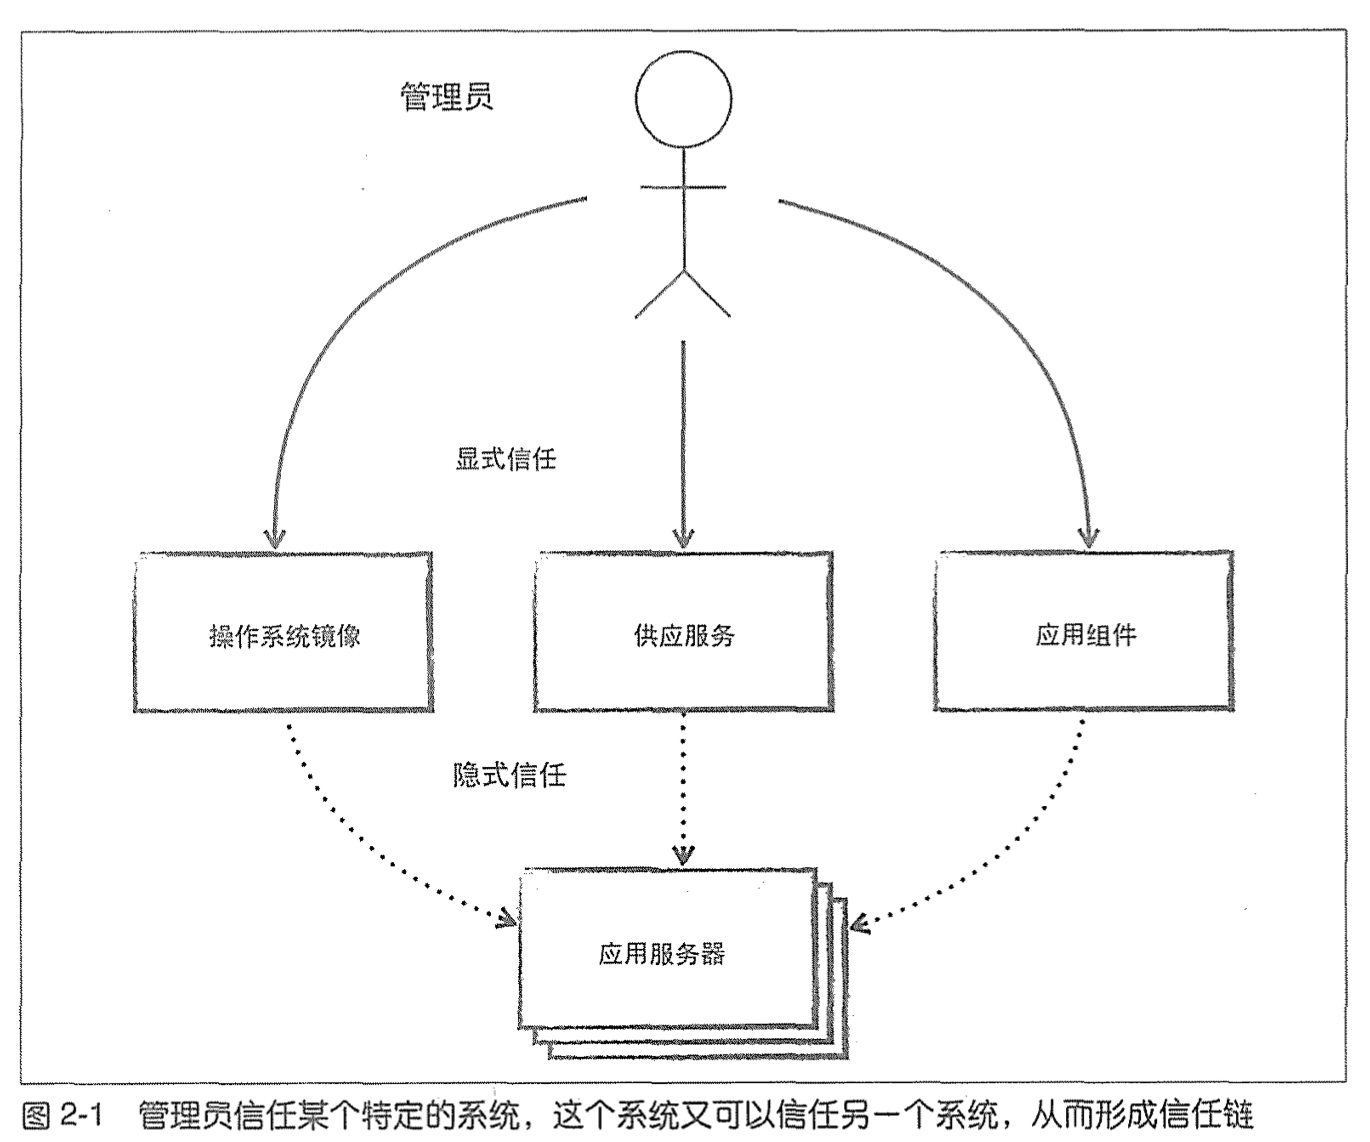 管理员
显式信任
操作系统镜像
供应服务
应用组件
隐式信任
应用服务器
图 2-1 管理员信任某个特定的系统，这个系统又可以信任另一个系统，从而形成信任链